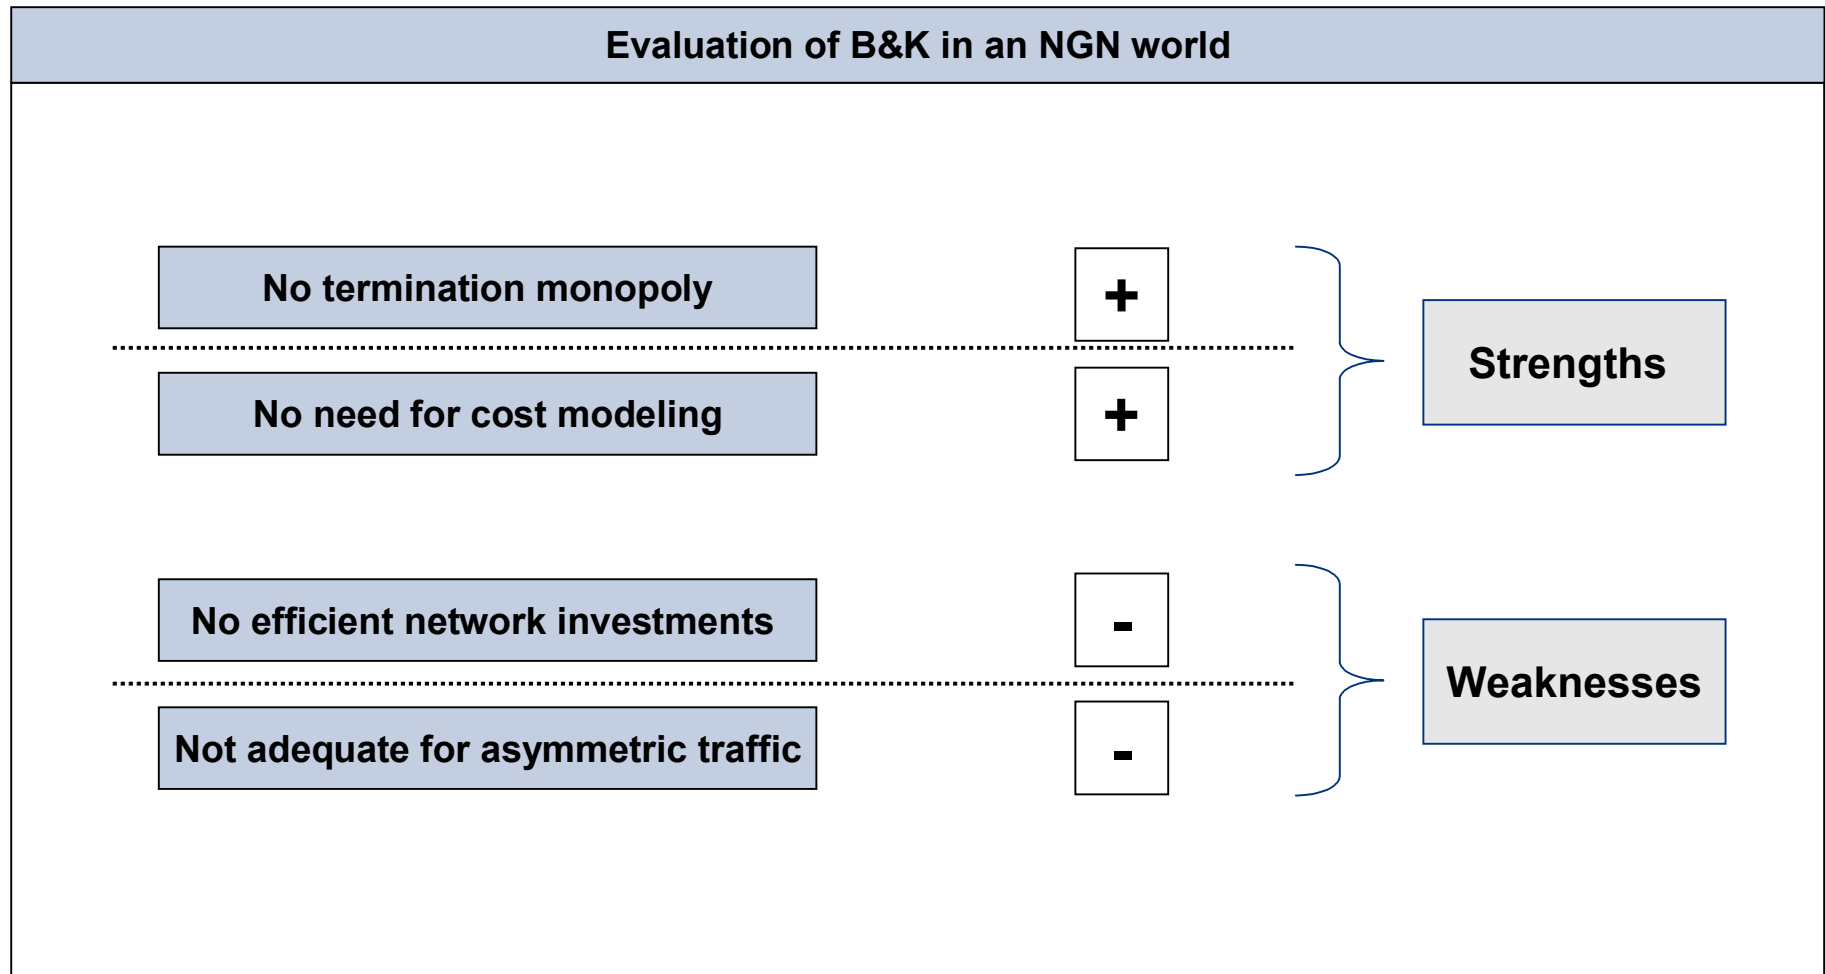 Evaluation of B&K in an NGN world
No termination monopoly
+
No need for cost modeling
+
Strengths
No efficient network investments
-
Not adequate for asymmetric traffic
-
Weaknesses